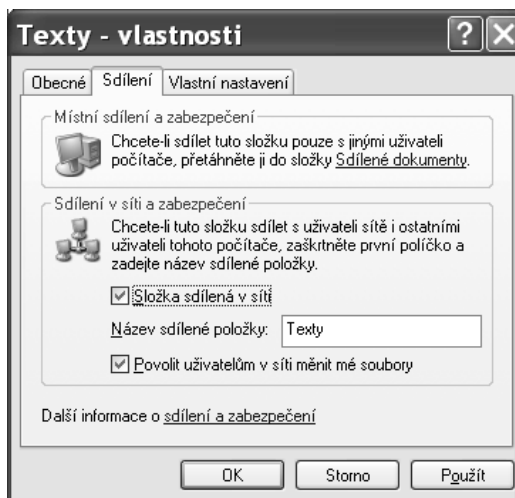 Texty - vlastnosti
Obecné Sdílení Vlastní nastavení
Místní sdílení a zabezpečení
Chcete-li sdílet tuto složku pouze s jinými uživateli
počítače, přetáhněte ji do složky Sdílené dokumenty.
Sdílení v síti a zabezpečení
Chcete-li tuto složku sdílet s uživateli sítě i ostatními
uživateli tohoto počítače, zaškrtněte první políčko a
zadejte název sdílené položky.
Složka sdílená v síti
Název sdílené položky: Texty
Povolit uživatelům v síti měnit mé soubory
Další informace o sdílení a zabezpečení
OK Storno Použít